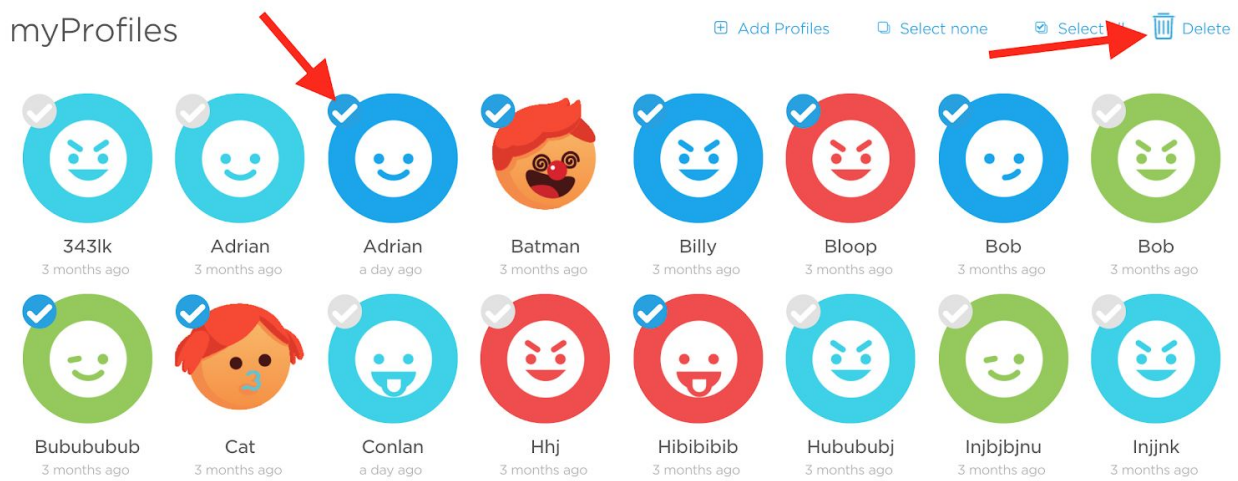 myProfiles
Add Profiles Select none Select all Delete
343lk Adrian Adrian Batman Billy Bloop Bob Bob
3 months ago 3 months ago a day ago 3 months ago 3 months ago 3 months ago 3 months ago 3 months ago
Bubububub Cat Conlan Hhj Hibibibib Hubububj Injbjbjnu Injjnk
3 months ago 3 months ago a day ago 3 months ago 3 months ago 3 months ago 3 months ago 3 months ago